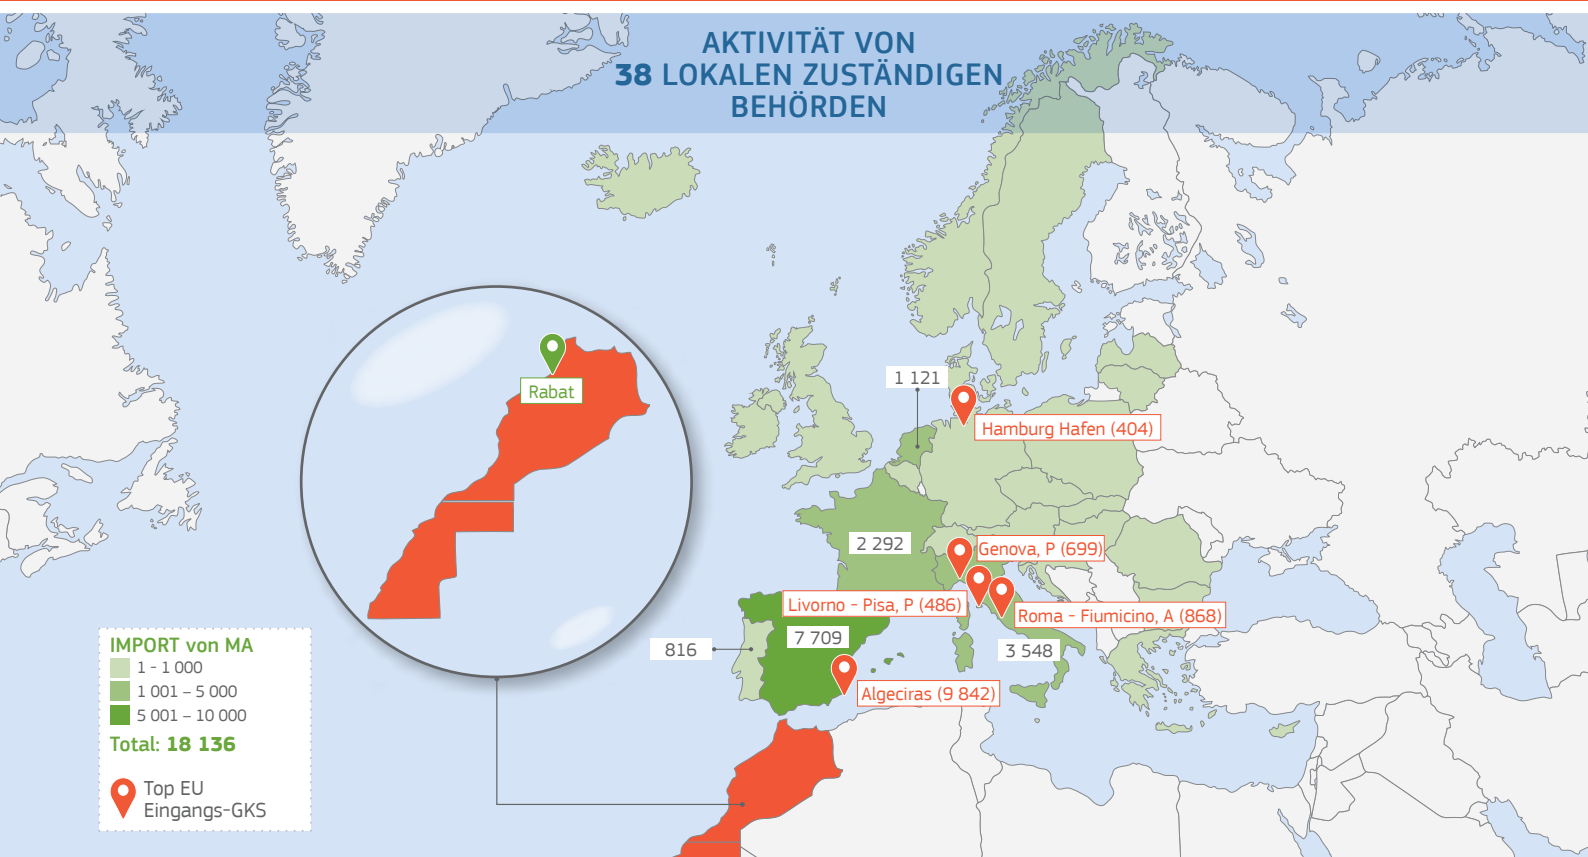 AKTIVITÄT VON
38 LOKALEN ZUSTÄNDIGEN
BEHÖRDEN
Rabat
1 121
Hamburg Hafen (404)
2 292
Genova, P (699)
Livorno - Pisa, P (486)
Roma - Fiumicino, A (868)
816
7 709
3 548
Algeciras (9 842)
IMPORT von MA
1 - 1 000
1 001 – 5 000
5 001 – 10 000
Total: 18 136
Top EU
Eingangs-GKS